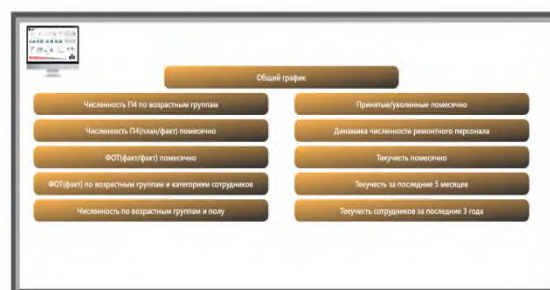 Общий график
Численность П4 по возрастным группам
Численность П4(план/факт) помесячно
ФОТ(факт/факт) помесячно
ФОТ(факт) по возрастным группам и категориям сотрудников
Численность по возрастным группам и полу
Принятые/уволенные помесячно
Динамика численности ремонтного персонала
Текучесть помесячно
Текучесть за последние 5 месяцев
Текучесть сотрудников за последние 3 года